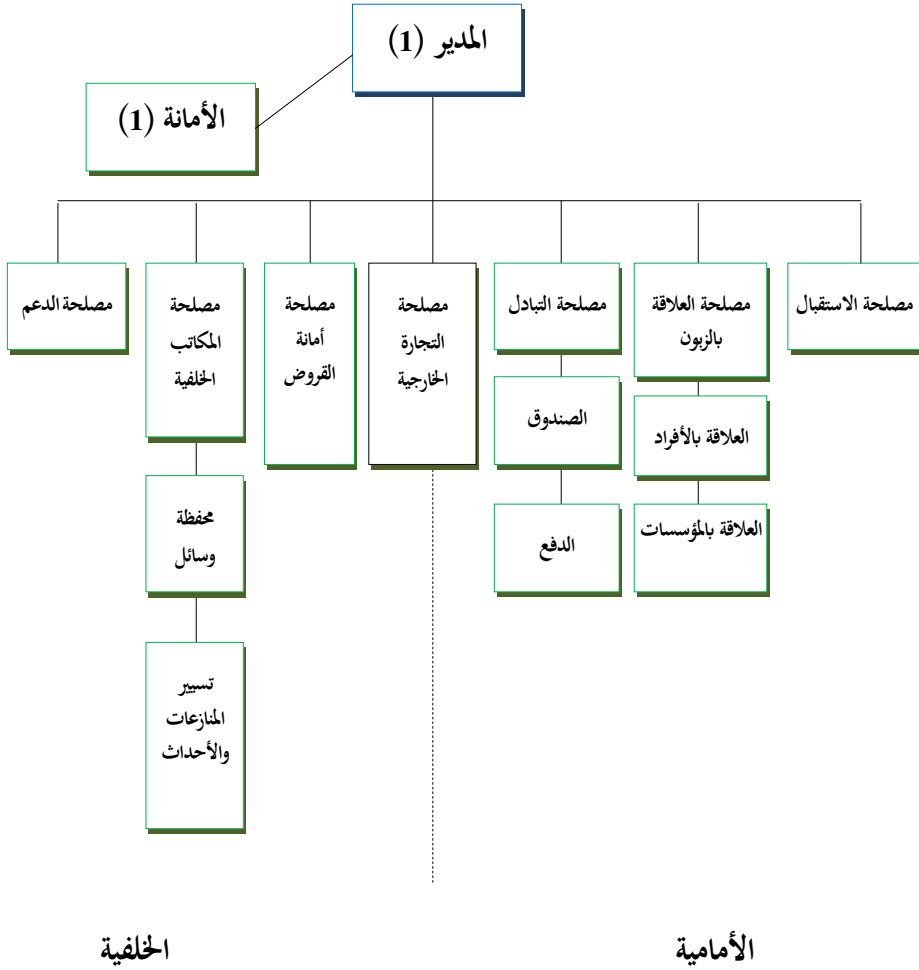 المدير (1)
الأمانة (1)
مصلحة الاستقبال
مصلحة العلاقة
بالزبون
العلاقة بالأفراد
العلاقة بالمؤسسات
مصلحة التبادل
الصندوق
الدفع
مصلحة
التجارة
الخارجية
مصلحة
أمانة
القروض
مصلحة
المكاتب
الخلفية
محفظة
وسائل
تسيير
المنازعات
والأحداث
مصلحة الدعم
الأمامية
الخلفية